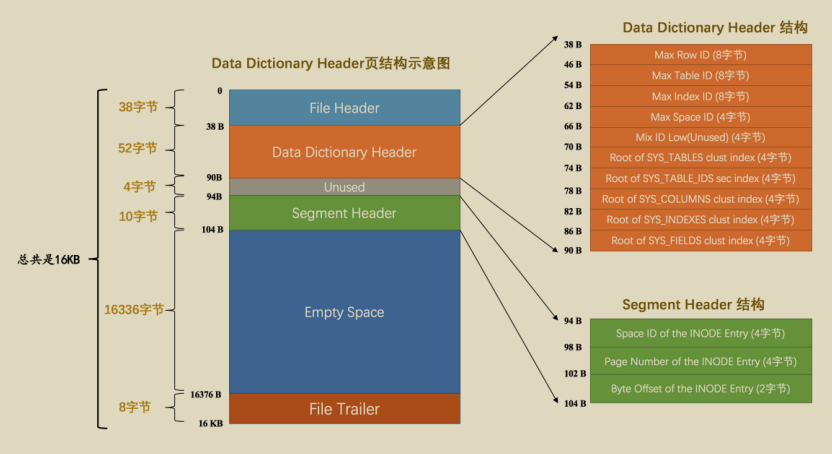 Data Dictionary Header页结构示意图
总共是16KB
38字节
52字节
4字节
10字节
16336字节
8字节
0
38 B
90B
94B
104 B
16376 B
16 KB
File Header
Data Dictionary Header
Unused
Segment Header
Empty Space
File Trailer
Data Dictionary Header 结构
38 B
46 B
54 B
62 B
66 B
70 B
74 B
78 B
82 B
86 B
90 B
Max Row ID (8字节)
Max Table ID (8字节)
Max Index ID (8字节)
Max Space ID (4字节)
Mix ID Low(Unused) (4字节)
Root of SYS_TABLES clust index (4字节)
Root of SYS_TABLE_IDS sec index (4字节)
Root of SYS_COLUMNS clust index (4字节)
Root of SYS_INDEXES clust index (4字节)
Root of SYS_FIELDS clust index (4字节)
Segment Header 结构
94 B
98 B
102 B
104 B
Space ID of the INODE Entry (4字节)
Page Number of the INODE Entry (4字节)
Byte Offset of the INODE Entry (2字节)